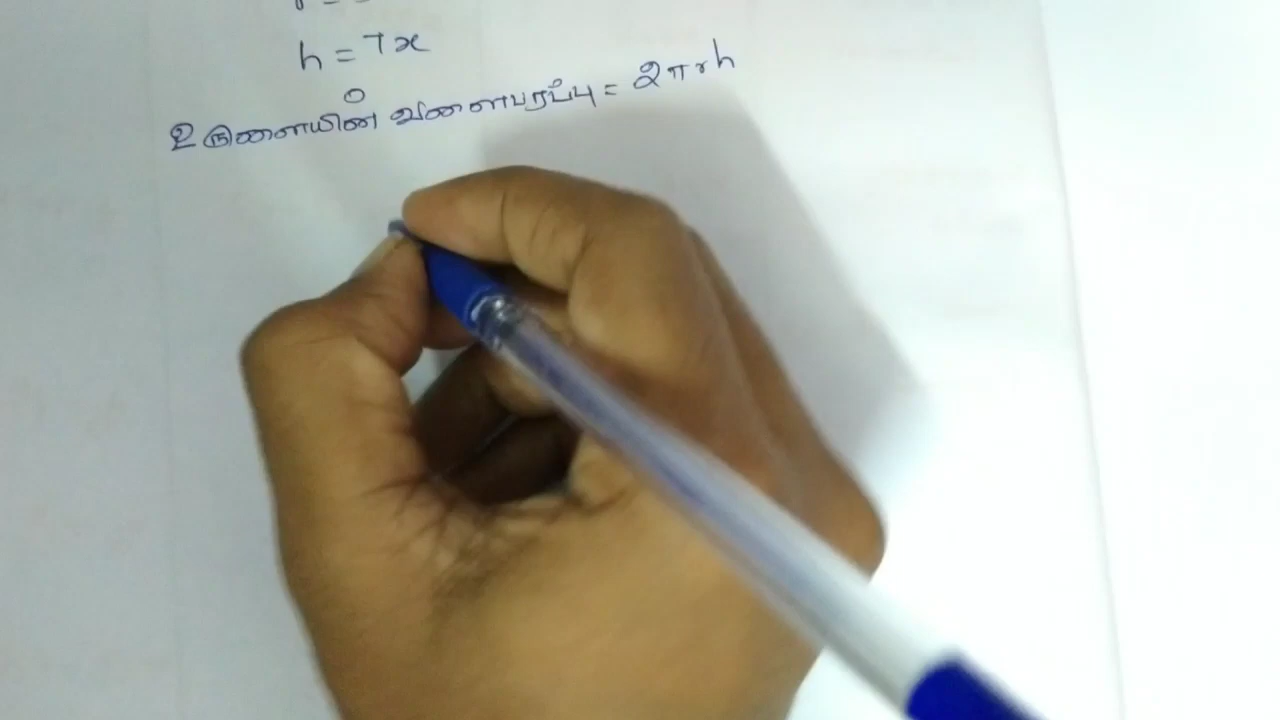 h = 7x
உருளையின் வளைபரப்பு = 2πrh